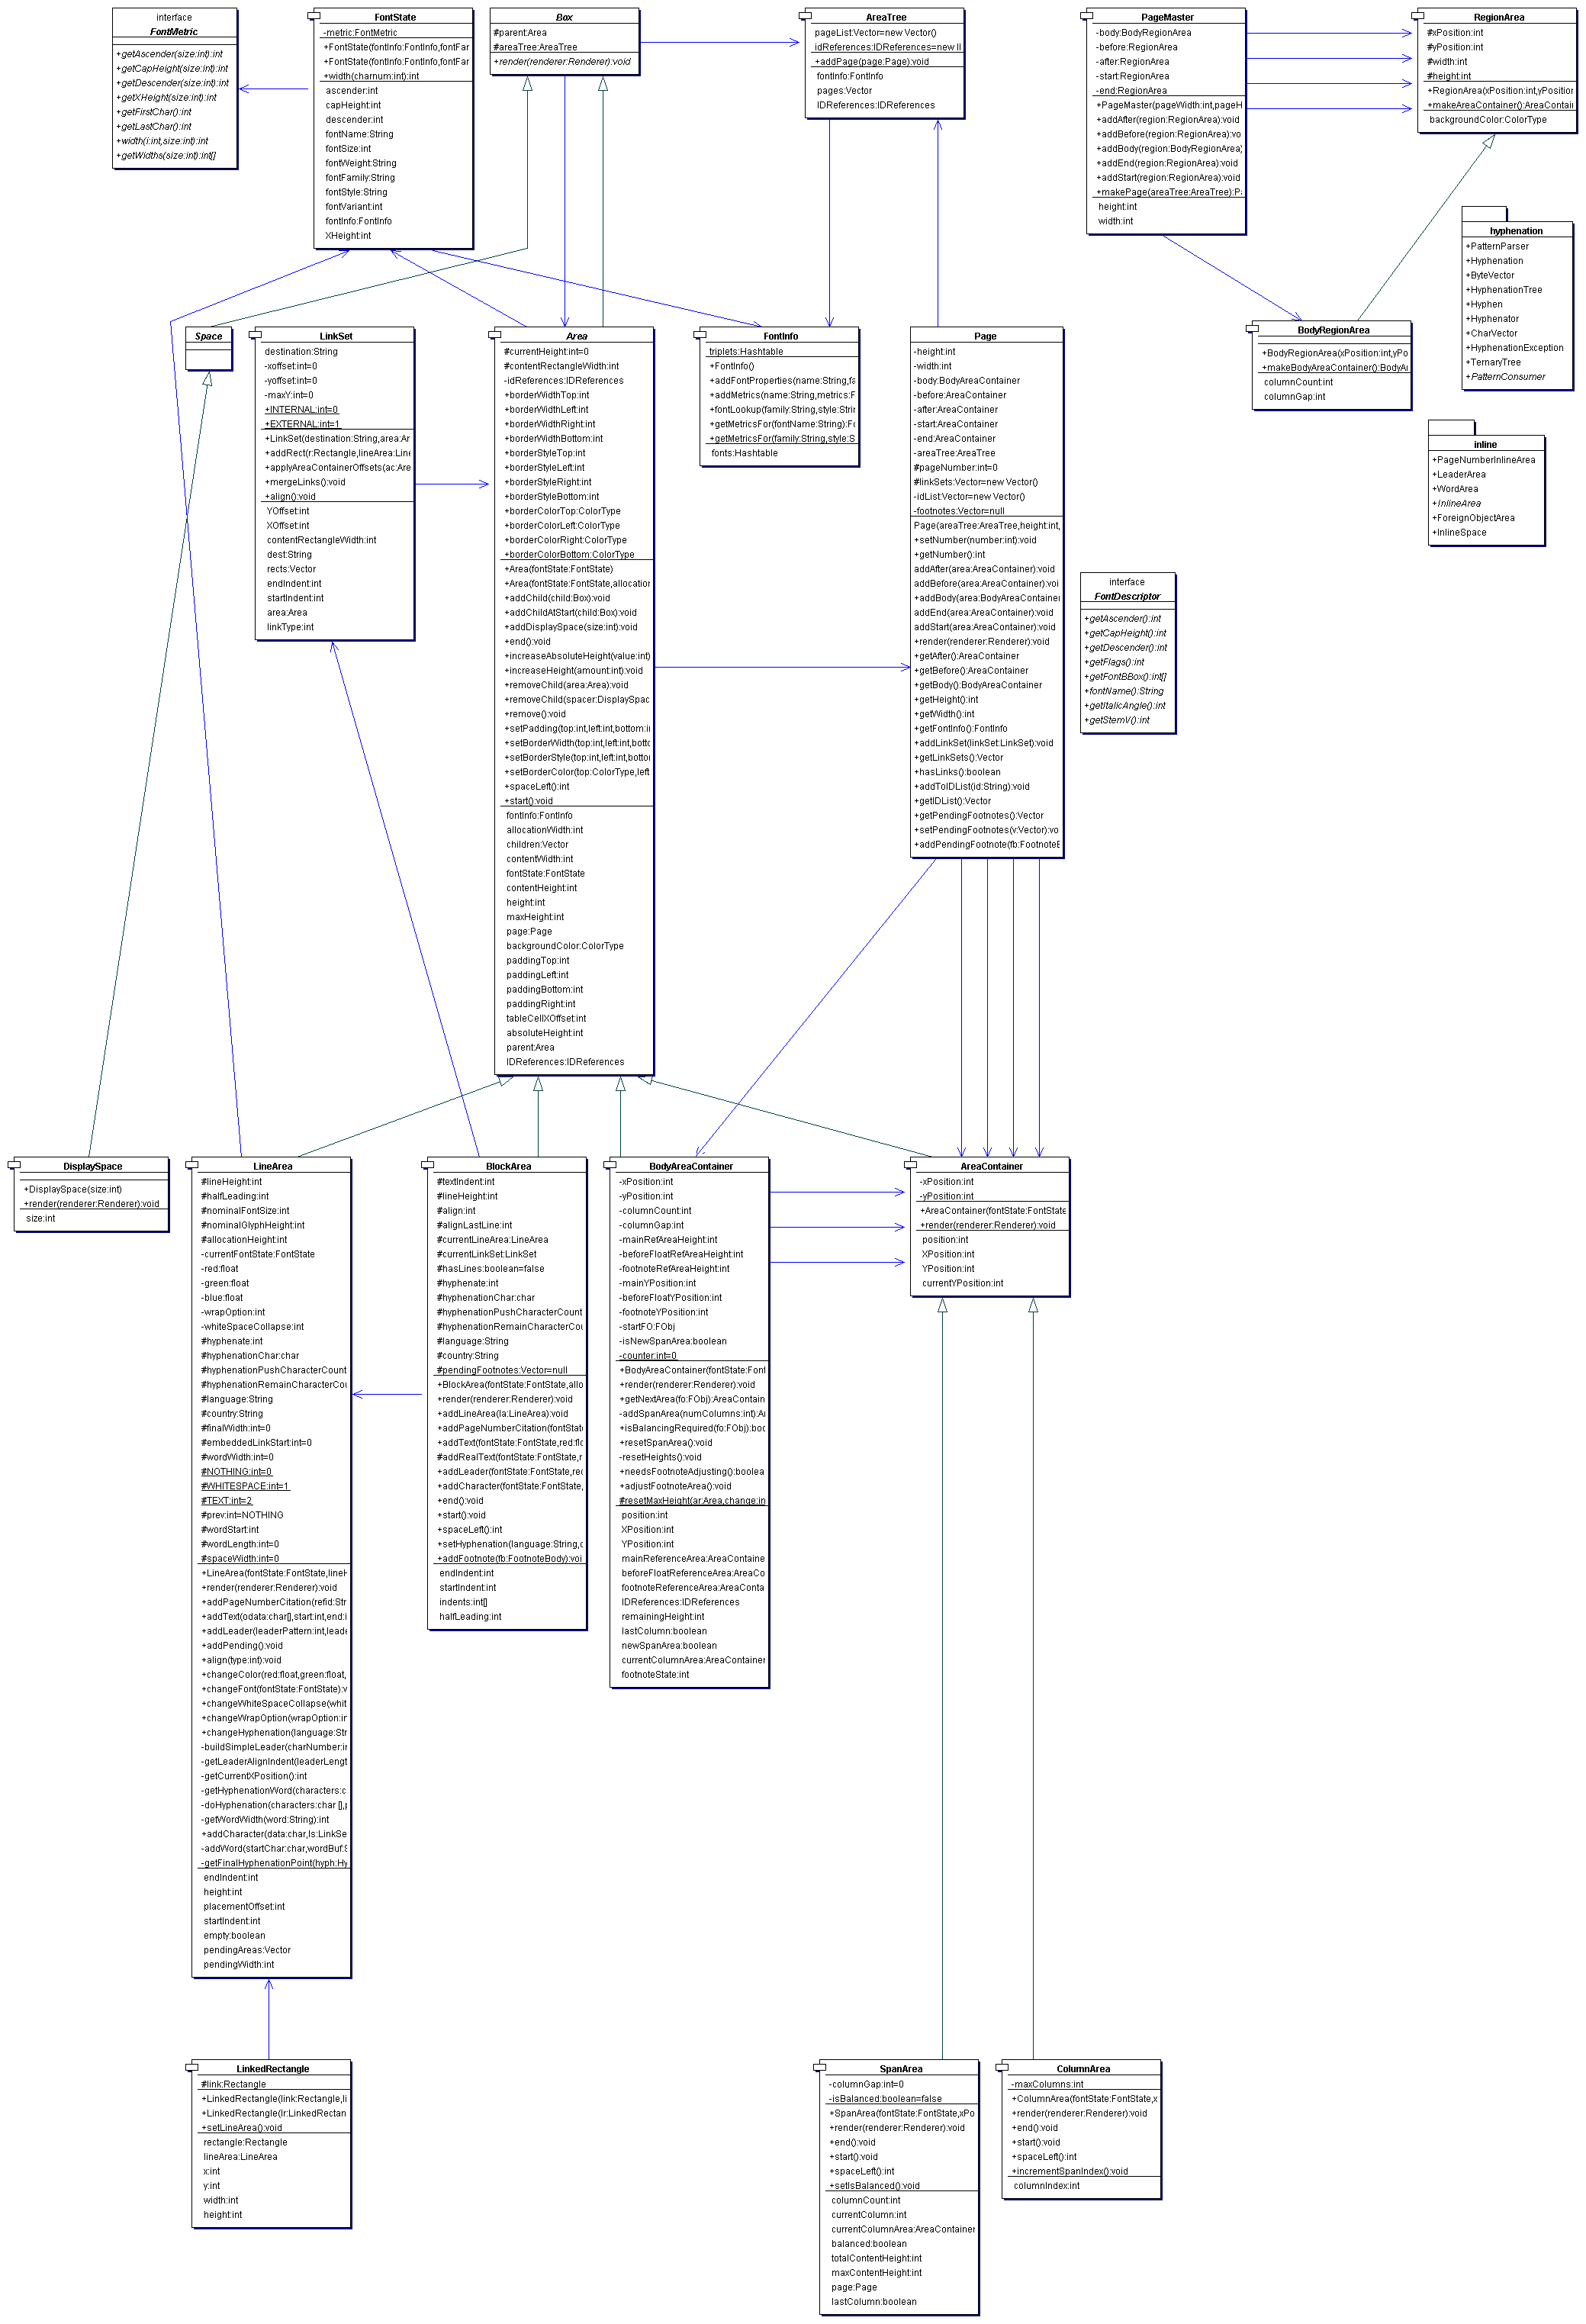 interface
FontMetric
+getAscender(size:int):int
+getCapHeight(size:int):int
+getDescender(size:int):int
+getXHeight(size:int):int
+getFirstChar():int
+getLastChar():int
+width(i:int,size:int):int
+getWidths(size:int):int[]
FontState
-metric:FontMetric
+FontState(fontInfo:FontInfo,fontFar
+FontState(fontInfo:FontInfo,fontFar
+width(charnum:int):int
ascender:int
capHeight:int
descender:int
fontName:String
fontSize:int
fontWeight:String
fontFamily:String
fontStyle:String
fontVariant:int
fontInfo:FontInfo
XHeight:int
Box
#parent:Area
#areaTree:AreaTree
+render(renderer:Renderer):void
AreaTree
pageList:Vector=new Vector()
idReferences:IDReferences=new II
+addPage(page:Page):void
fontInfo:FontInfo
pages:Vector
IDReferences:IDReferences
PageMaster
-body:BodyRegionArea
-before:RegionArea
-after:RegionArea
-start:RegionArea
-end:RegionArea
+PageMaster(pageWidth:int,pageH
+addAfter(region:RegionArea):void
+addBefore(region:RegionArea):vo
+addBody(region:BodyRegionArea)
+addEnd(region:RegionArea):void
+addStart(region:RegionArea):void
+makePage(areaTree:AreaTree):Pa
height:int
width:int
RegionArea
#xPosition:int
#yPosition:int
#width:int
#height:int
+RegionArea(xPosition:int,yPosition
+makeAreaContainer():AreaContai
backgroundColor:ColorType
hyphenation
+PatternParser
+Hyphenation
+ByteVector
+HyphenationTree
+Hyphen
+Hyphenator
+CharVector
+HyphenationException
+TernaryTree
+PatternConsumer
Space
LinkSet
destination:String
-xoffset:int=0
-yoffset:int=0
-maxY:int=0
+INTERNAL:int=0
+EXTERNAL:int=1
+LinkSet(destination:String,area:Ar
+addRect(r:Rectangle,lineArea:Line
+applyAreaContainerOffsets(ac:Are
+mergeLinks():void
+align():void
YOffset:int
XOffset:int
contentRectangleWidth:int
dest:String
rects:Vector
endIndent:int
startIndent:int
area:Area
linkType:int
Area
#currentHeight:int=0
#contentRectangleWidth:int
-idReferences:IDReferences
+borderWidthTop:int
+borderWidthLeft:int
+borderWidthRight:int
+borderWidthBottom:int
+borderStyleTop:int
+borderStyleLeft:int
+borderStyleRight:int
+borderStyleBottom:int
+borderColorTop:ColorType
+borderColorLeft:ColorType
+borderColorRight:ColorType
+borderColorBottom:ColorType
+Area(fontState:FontState)
+Area(fontState:FontState,allocation
+addChild(child:Box):void
+addChildAtStart(child:Box):void
+addDisplaySpace(size:int):void
+end():void
+increaseAbsoluteHeight(value:int)
+increaseHeight(amount:int):void
+removeChild(area:Area):void
+removeChild(spacer:DisplaySpac
+remove():void
+setPadding(top:int,left:int,bottom:in
+setBorderWidth(top:int,left:int,botto
+setBorderStyle(top:int,left:int,bottom
+setBorderColor(top:ColorType,left
+spaceLeft():int
+start():void
fontInfo:FontInfo
allocationWidth:int
children:Vector
contentWidth:int
fontState:FontState
contentHeight:int
height:int
maxHeight:int
page:Page
backgroundColor:ColorType
paddingTop:int
paddingLeft:int
paddingBottom:int
paddingRight:int
tableCellXOffset:int
absoluteHeight:int
parent:Area
IDReferences:IDReferences
FontInfo
triplets:Hashtable
+FontInfo()
+addFontProperties(name:String,fa
+addMetrics(name:String,metrics:F
+fontLookup(family:String,style:Strin
+getMetricsFor(fontName:String):Fo
+getMetricsFor(family:String,style:S
fonts:Hashtable
Page
-height:int
-width:int
-body:BodyAreaContainer
-before:AreaContainer
-after:AreaContainer
-start:AreaContainer
-end:AreaContainer
-areaTree:AreaTree
#pageNumber:int=0
#linkSets:Vector=new Vector()
-idList:Vector=new Vector()
-footnotes:Vector=null
Page(areaTree:AreaTree,height:int,
+setNumber(number:int):void
+getNumber():int
addAfter(area:AreaContainer):void
addBefore(area:AreaContainer):voi
+addBody(area:BodyAreaContainer
addEnd(area:AreaContainer):void
addStart(area:AreaContainer):void
+render(renderer:Renderer):void
+getAfter():AreaContainer
+getBefore():AreaContainer
+getBody():BodyAreaContainer
+getHeight():int
+getWidth():int
+getFontInfo():FontInfo
+addLinkSet(linkSet:LinkSet):void
+getLinkSets():Vector
+hasLinks():boolean
+addToIDList(id:String):void
+getIDList():Vector
+getPendingFootnotes():Vector
+setPendingFootnotes(v:Vector):vo
+addPendingFootnote(fb:FootnoteB
BodyRegionArea
+BodyRegionArea(xPosition:int,yPo
+makeBodyAreaContainer():BodyAr
columnCount:int
columnGap:int
inline
+PageNumberInlineArea
+LeaderArea
+WordArea
+InlineArea
+ForeignObjectArea
+InlineSpace
interface
FontDescriptor
+getAscender():int
+getCapHeight():int
+getDescender():int
+getFlags():int
+getFontBBox():int[]
+fontName():String
+getItalicAngle():int
+getStemV():int
DisplaySpace
+DisplaySpace(size:int)
+render(renderer:Renderer):void
size:int
LineArea
#lineHeight:int
#halfLeading:int
#nominalFontSize:int
#nominalGlyphHeight:int
#allocationHeight:int
-currentFontState:FontState
-red:float
-green:float
-blue:float
-wrapOption:int
-whiteSpaceCollapse:int
#hyphenate:int
#hyphenationChar:char
#hyphenationPushCharacterCount
#hyphenationRemainCharacterCou
#language:String
#country:String
#finalWidth:int=0
#embeddedLinkStart:int=0
#wordWidth:int=0
#NOTHING:int=0
#WHITESPACE:int=1
#TEXT:int=2
#prev:int=NOTHING
#wordStart:int
#wordLength:int=0
#spaceWidth:int=0
+LineArea(fontState:FontState,lineH
+render(renderer:Renderer):void
+addPageNumberCitation(refid:Str
+addText(odata:char[],start:int,end:i
+addLeader(leaderPattern:int,leade
+addPending():void
+align(type:int):void
+changeColor(red:float,green:float,
+changeFont(fontState:FontState):v
+changeWhiteSpaceCollapse(whit
+changeWrapOption(wrapOption:in
+changeHyphenation(language:Str
-buildSimpleLeader(charNumber:in
-getLeaderAlignIndent(leaderLengt
-getCurrentXPosition():int
-getHyphenationWord(characters:c
-doHyphenation(characters:char [],p
-getWordWidth(word:String):int
+addCharacter(data:char,ls:LinkSe
-addWord(startChar:char,wordBuf:S
-getFinalHyphenationPoint(hyph:Hy
endIndent:int
height:int
placementOffset:int
startIndent:int
empty:boolean
pendingAreas:Vector
pendingWidth:int
BlockArea
#textIndent:int
#lineHeight:int
#align:int
#alignLastLine:int
#currentLineArea:LineArea
#currentLinkSet:LinkSet
#hasLines:boolean=false
#hyphenate:int
#hyphenationChar:char
#hyphenationPushCharacterCount
#hyphenationRemainCharacterCou
#language:String
#country:String
#pendingFootnotes:Vector=null
+BlockArea(fontState:FontState,allo
+render(renderer:Renderer):void
+addLineArea(la:LineArea):void
+addPageNumberCitation(fontState
+addText(fontState:FontState,red:flo
#addRealText(fontState:FontState,r
+addLeader(fontState:FontState,red
+addCharacter(fontState:FontState,
+end():void
+start():void
+spaceLeft():int
+setHyphenation(language:String,c
+addFootnote(fb:FootnoteBody):voi
endIndent:int
startIndent:int
indents:int[]
halfLeading:int
BodyAreaContainer
-xPosition:int
-yPosition:int
-columnCount:int
-columnGap:int
-mainRefAreaHeight:int
-beforeFloatRefAreaHeight:int
-footnoteRefAreaHeight:int
-mainYPosition:int
-beforeFloatYPosition:int
-footnoteYPosition:int
-startFO:FObj
-isNewSpanArea:boolean
-counter:int=0
+BodyAreaContainer(fontState:Font
+render(renderer:Renderer):void
+getNextArea(fo:FObj):AreaContain
-addSpanArea(numColumns:int):Ar
+isBalancingRequired(fo:FObj):boo
+resetSpanArea():void
-resetHeights():void
+needsFootnoteAdjusting():boolea
+adjustFootnoteArea():void
#resetMaxHeight(ar:Area,change:in
position:int
XPosition:int
YPosition:int
mainReferenceArea:AreaContaine
beforeFloatReferenceArea:AreaCo
footnoteReferenceArea:AreaConta
IDReferences:IDReferences
remainingHeight:int
lastColumn:boolean
newSpanArea:boolean
currentColumnArea:AreaContainer
footnoteState:int
AreaContainer
-xPosition:int
-yPosition:int
+AreaContainer(fontState:FontState
+render(renderer:Renderer):void
position:int
XPosition:int
YPosition:int
currentYPosition:int
LinkedRectangle
#link:Rectangle
+LinkedRectangle(link:Rectangle,li
+LinkedRectangle(lr:LinkedRectan
+setLineArea():void
rectangle:Rectangle
lineArea:LineArea
x:int
y:int
width:int
height:int
SpanArea
-columnGap:int=0
-isBalanced:boolean=false
+SpanArea(fontState:FontState,xPo
+render(renderer:Renderer):void
+end():void
+start():void
+spaceLeft():int
+setIsBalanced():void
columnCount:int
currentColumn:int
currentColumnArea:AreaContainer
balanced:boolean
totalContentHeight:int
maxContentHeight:int
page:Page
lastColumn:boolean
ColumnArea
-maxColumns:int
+ColumnArea(fontState:FontState,x
+render(renderer:Renderer):void
+end():void
+start():void
+spaceLeft():int
+incrementSpanIndex():void
columnIndex:int